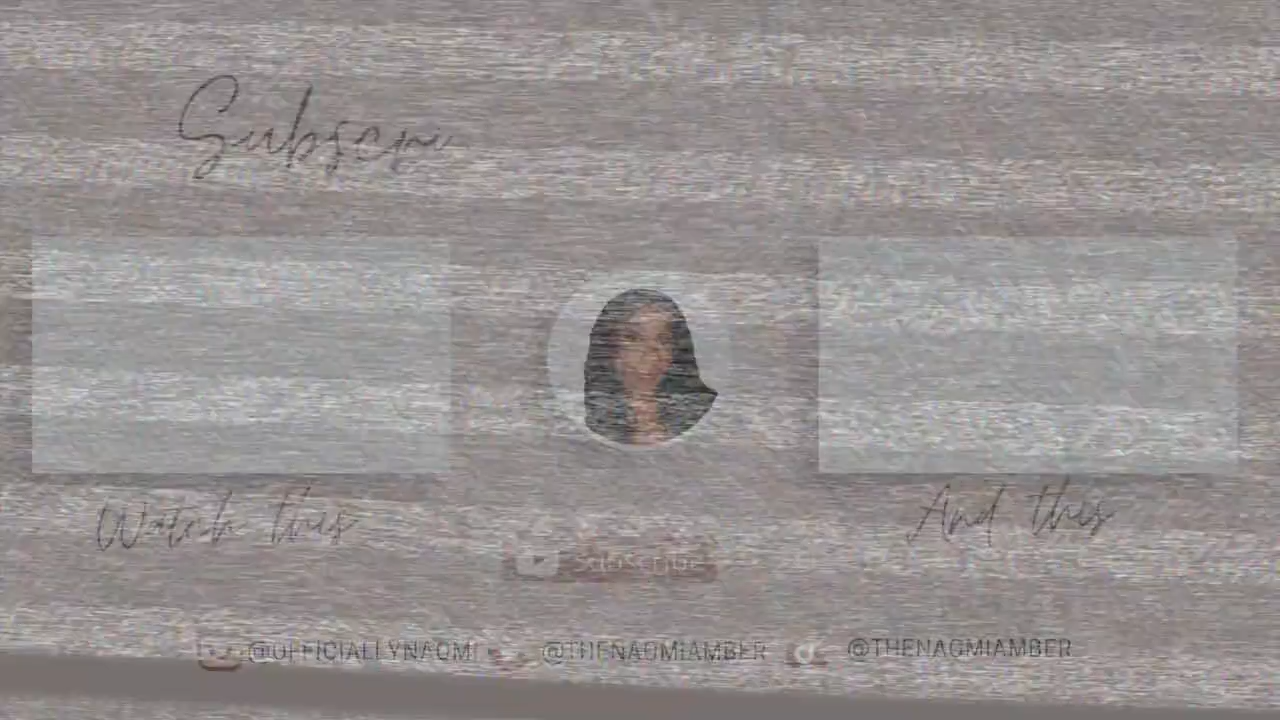 Subscri
Watch this
And this
Subscribe
@OFFICIALLYNAOMI @THENAOMIAMBER @THENAOMIAMBER